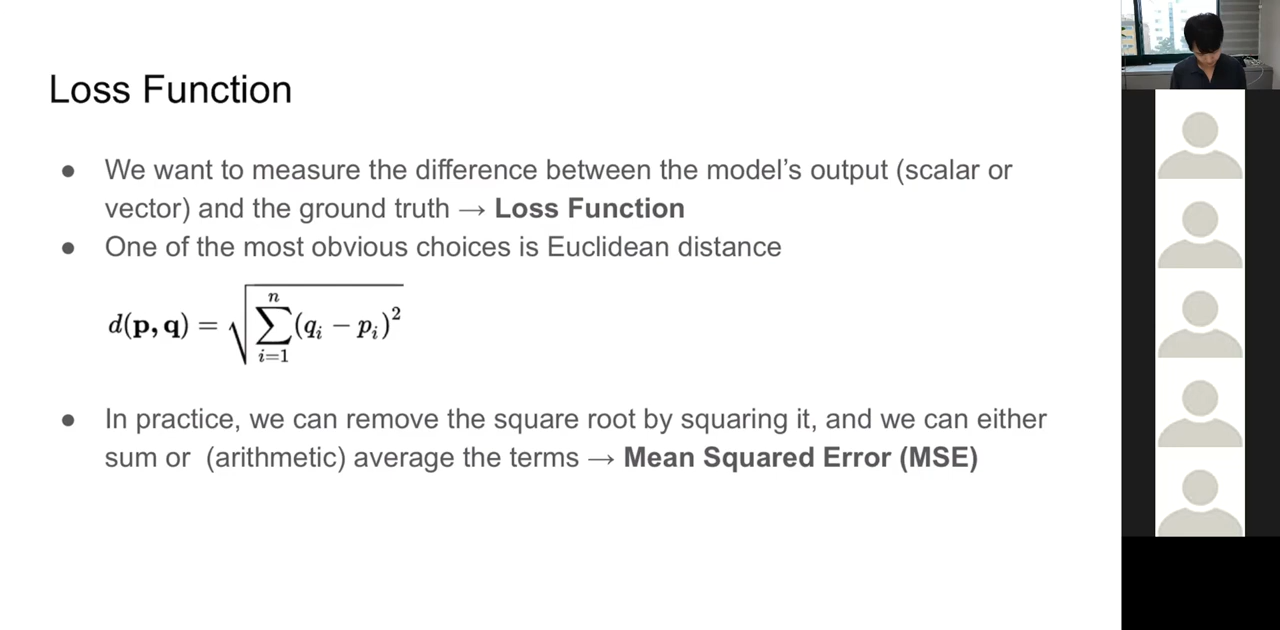 Loss Function
● We want to measure the difference between the model's output (scalar or
vector) and the ground truth → Loss Function
● One of the most obvious choices is Euclidean distance
d(p, q) = √∑_{i=1}^{n} (q_i − p_i)²
● In practice, we can remove the square root by squaring it, and we can either
sum or (arithmetic) average the terms → Mean Squared Error (MSE)